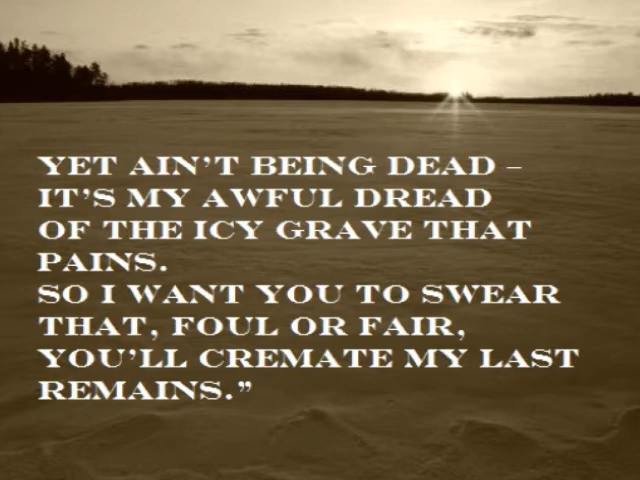 YET AIN'T BEING DEAD –
IT'S MY AWFUL DREAD
OF THE ICY GRAVE THAT
PAINS.
SO I WANT YOU TO SWEAR
THAT, FOUL OR FAIR,
YOU'LL CREMATE MY LAST
REMAINS."